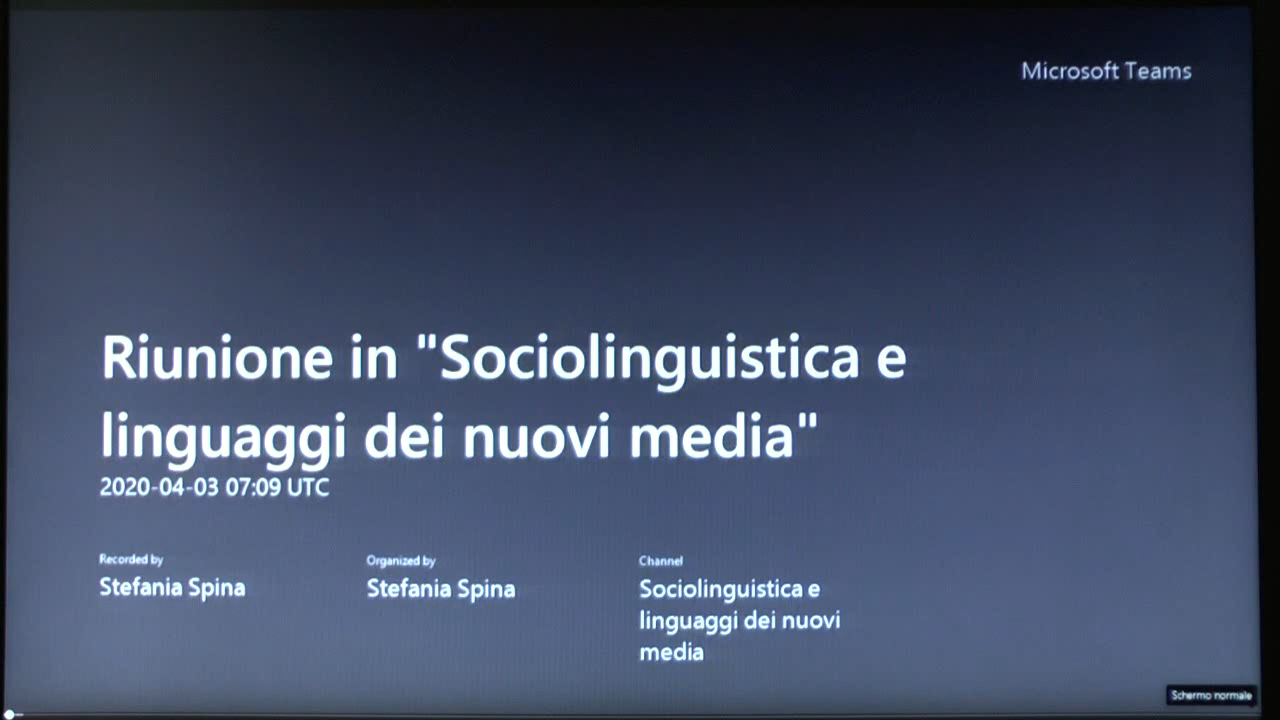 Microsoft Teams
Riunione in "Sociolinguistica e
linguaggi dei nuovi media"
2020-04-03 07:09 UTC
Recorded by
Stefania Spina
Organized by
Stefania Spina
Channel
Sociolinguistica e
linguaggi dei nuovi
media
Schermo normale